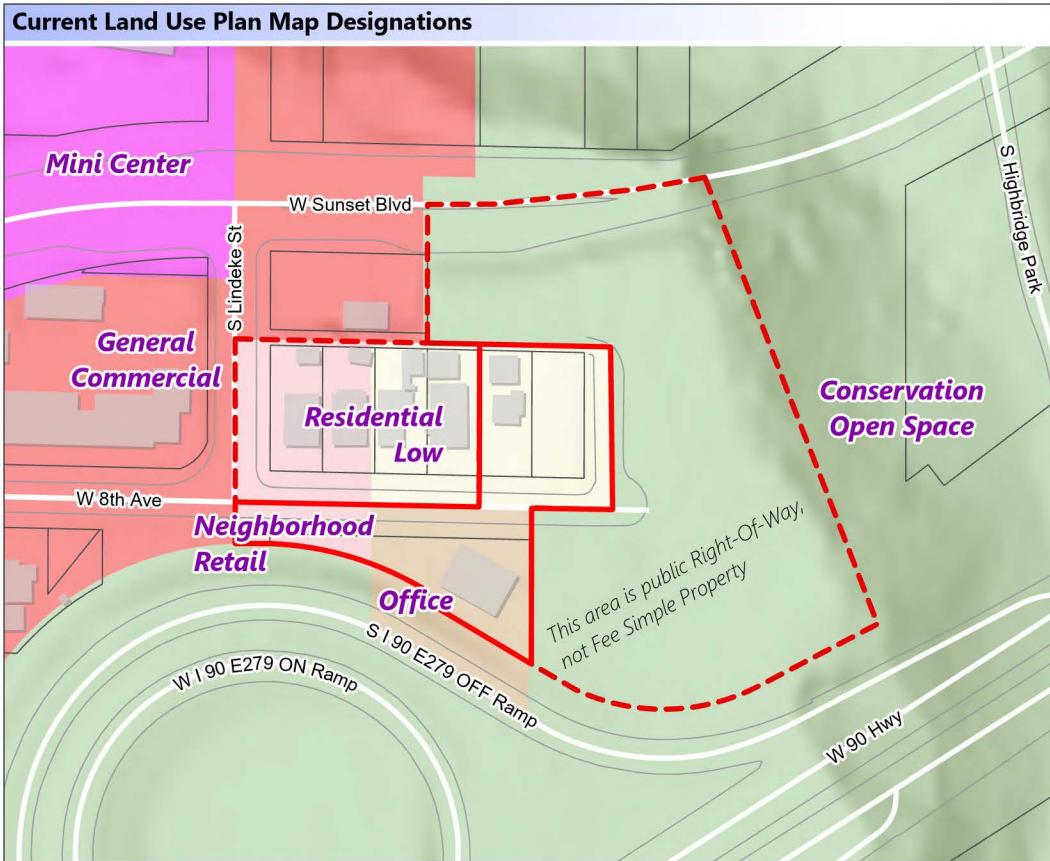 Current Land Use Plan Map Designations
Mini Center
W Sunset Blvd
S Lindeke St
S Highbridge Park
General
Commercial
Residential
Low
Conservation
Open Space
W 8th Ave
Neighborhood
Retail
Office
This area is public Right-Of-Way,
not Fee Simple Property
S I 90 E279 OFF Ramp
W I 90 E279 ON Ramp
W 90 Hwy